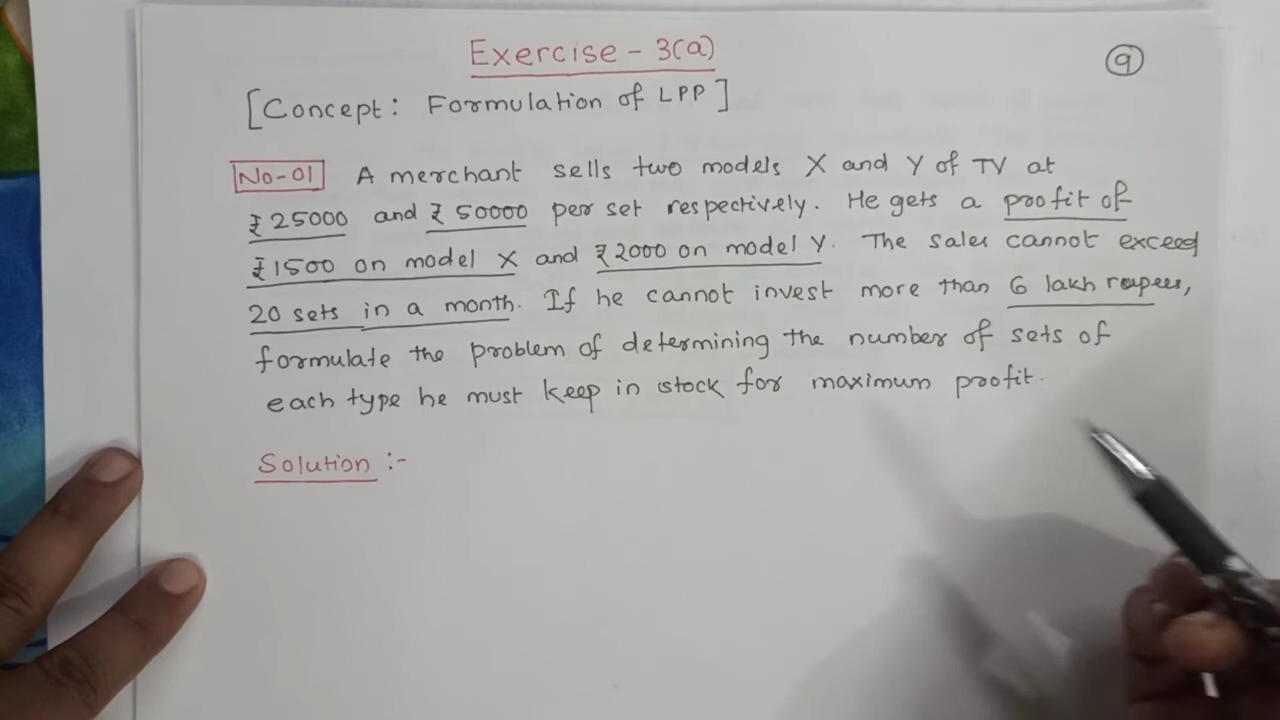 Exercise - 3(a)
9
[Concept: Formulation of LPP]
No-01 A merchant sells two models X and Y of TV at
₹25000 and ₹50000 per set respectively. He gets a profit of
₹1500 on model X and ₹2000 on model Y. The sales cannot exceed
20 sets in a month. If he cannot invest more than 6 lakh rupees,
formulate the problem of determining the number of sets of
each type he must keep in stock for maximum profit.
Solution :-